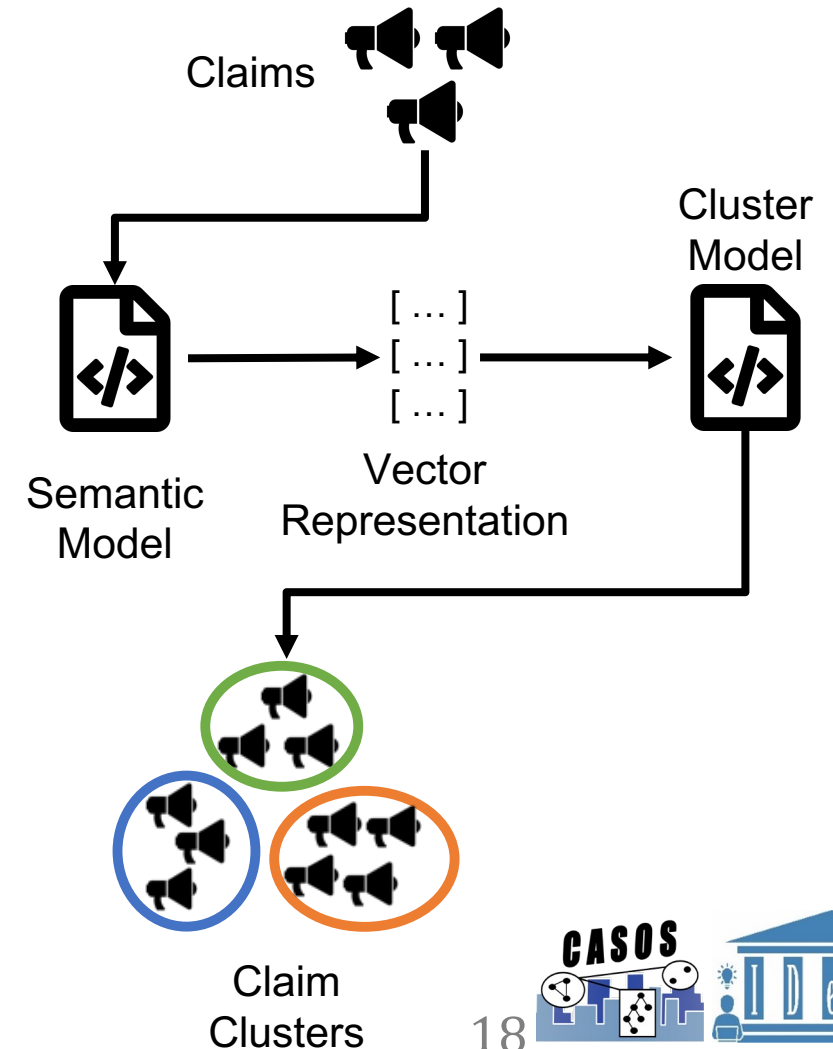 Claims
Cluster
Model
</>
[ … ]
[ … ]
[ … ]
</>
Semantic
Model
Vector
Representation
Claim
Clusters
18
CASOS
I D